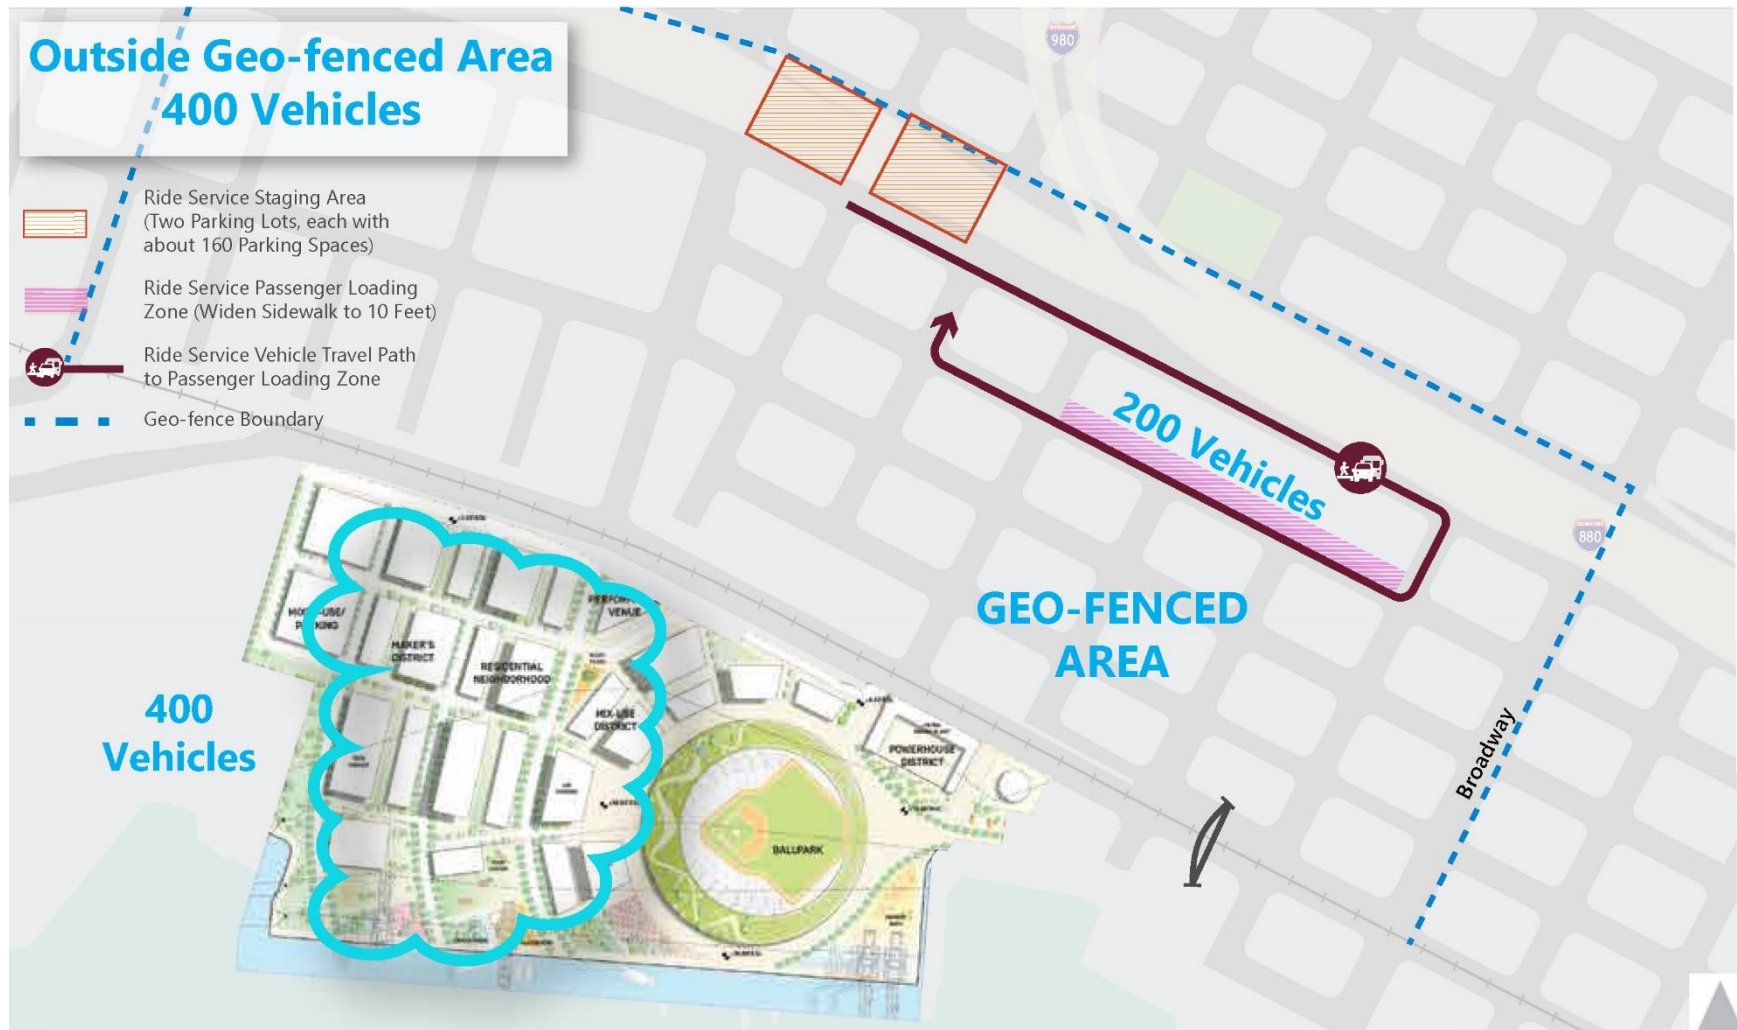 Outside Geo-fenced Area
400 Vehicles
Ride Service Staging Area
(Two Parking Lots, each with
about 160 Parking Spaces)
Ride Service Passenger Loading
Zone (Widen Sidewalk to 10 Feet)
Ride Service Vehicle Travel Path
to Passenger Loading Zone
Geo-fence Boundary
980
200 Vehicles
880
GEO-FENCED
AREA
Broadway
400
Vehicles
MAKER'S
DISTRICT
RESIDENTIAL
NEIGHBORHOOD
VENUE
MIX-USE
DISTRICT
POWERHOUSE
DISTRICT
BALLPARK